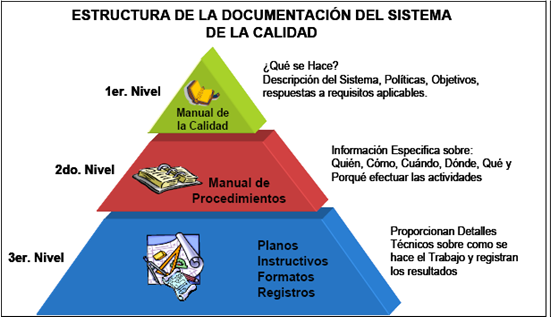 ESTRUCTURA DE LA DOCUMENTACIÓN DEL SISTEMA
DE LA CALIDAD
1er. Nivel
Manual de
la Calidad
¿Qué se Hace?
Descripción del Sistema, Políticas, Objetivos,
respuestas a requisitos aplicables.
2do. Nivel
Manual de
Procedimientos
Información Especifica sobre:
Quién, Cómo, Cuándo, Dónde, Qué y
Porqué efectuar las actividades
3er. Nivel
Planos
Instructivos
Formatos
Registros
Proporcionan Detalles
Técnicos sobre como se
hace el Trabajo y registran
los resultados